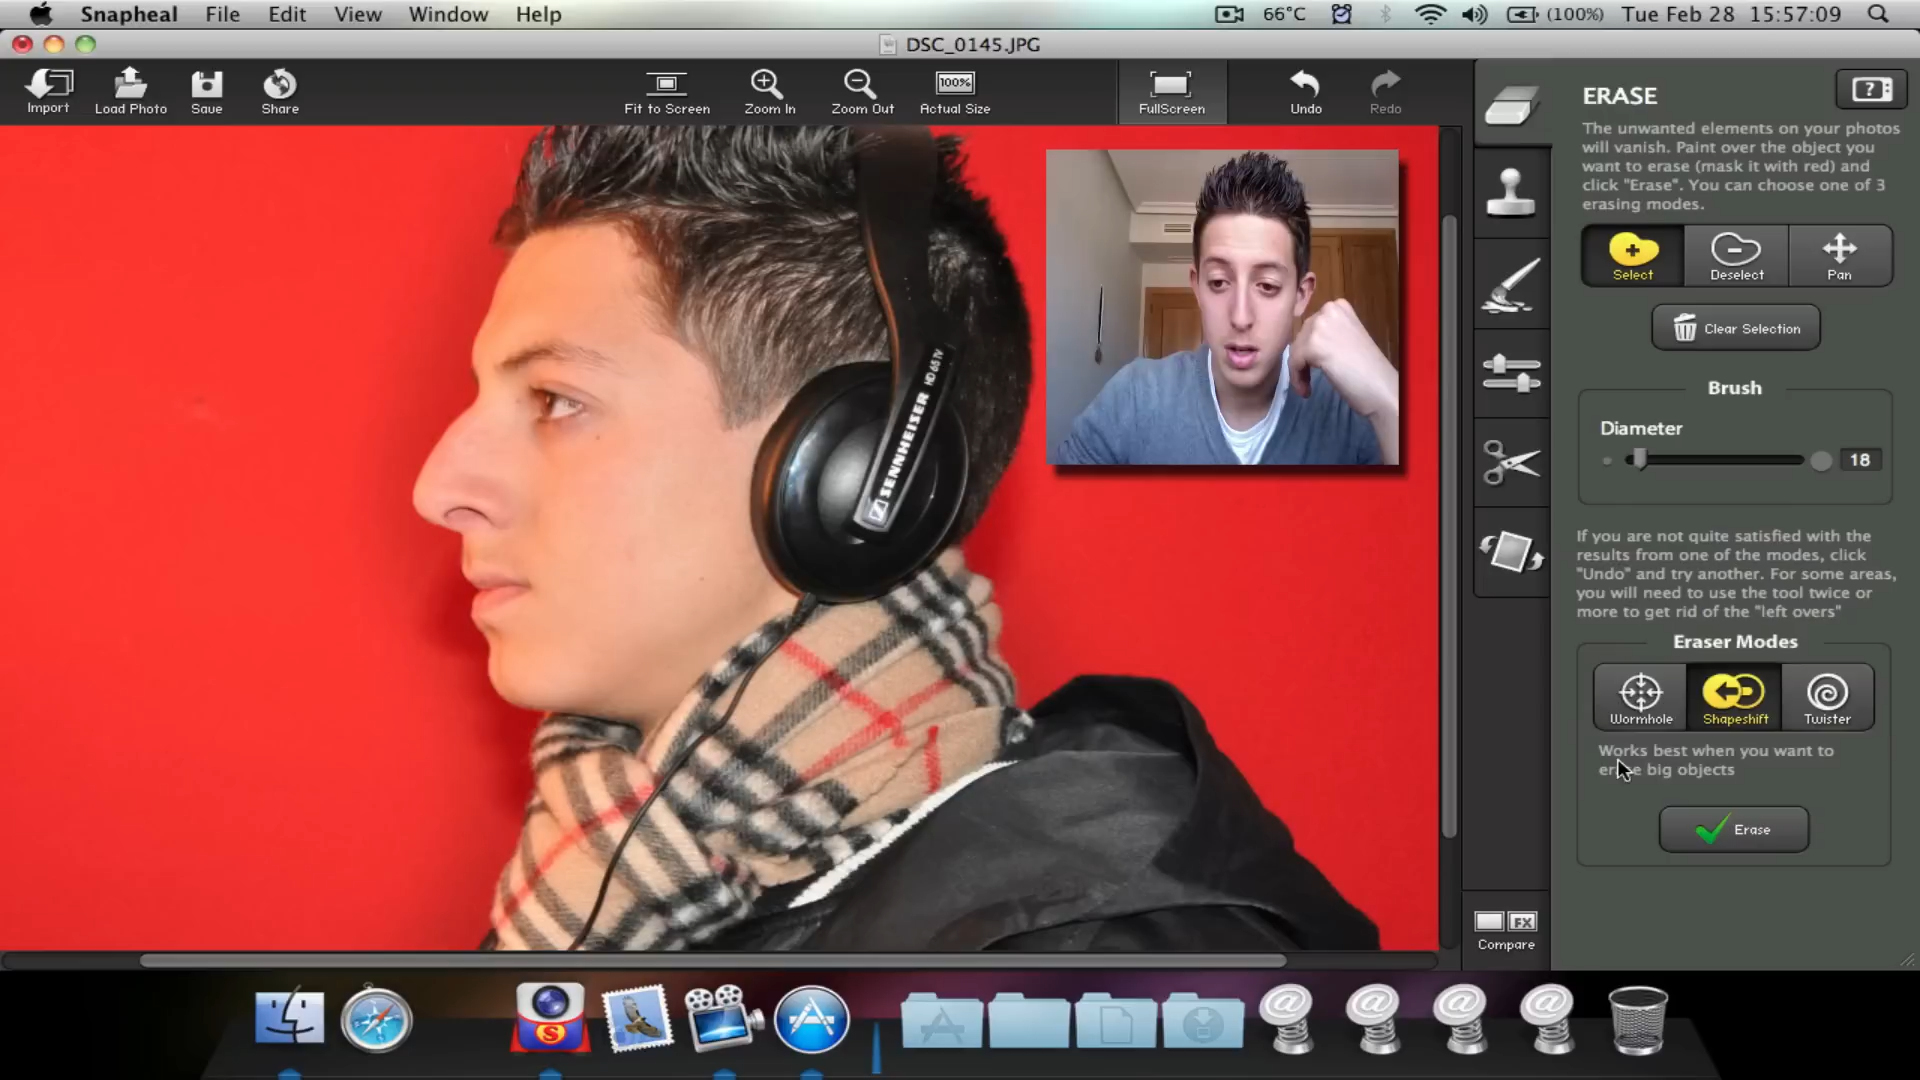 Snapheal File Edit View Window Help
66°C (100%) Tue Feb 28 15:57:09
DSC_0145.JPG
Import Load Photo Save Share Fit to Screen Zoom In Zoom Out 100% Actual Size FullScreen Undo Redo
ERASE
?
The unwanted elements on your photos
will vanish. Paint over the object you
want to erase (mask it with red) and
click "Erase". You can choose one of 3
erasing modes.
Select Deselect Pan
Clear Selection
Brush
Diameter
18
If you are not quite satisfied with the
results from one of the modes, click
"Undo" and try another. For some areas,
you will need to use the tool twice or
more to get rid of the "left overs"
Eraser Modes
Wormhole Shapeshift Twister
Works best when you want to
erase big objects
Erase
FX
Compare
SENNHEISER HD 65 TV
S
@ @ @ @